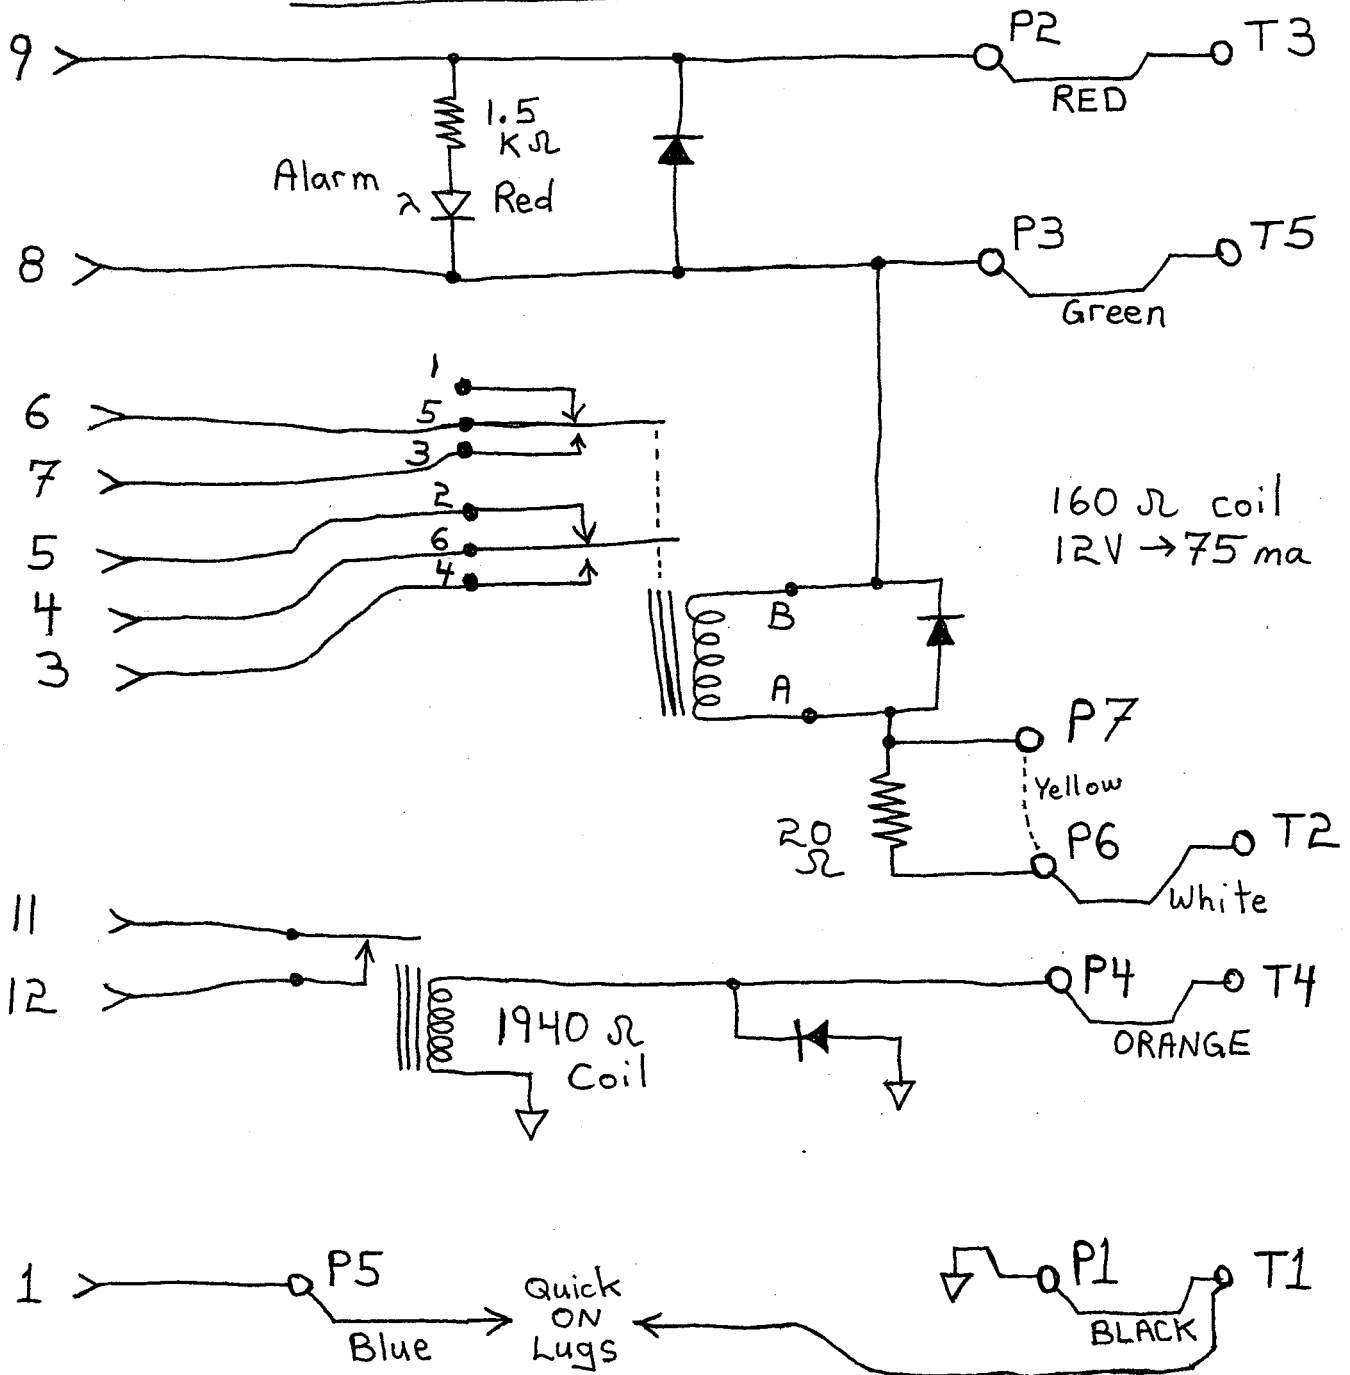 9
P2
T3
RED
1.5
KΩ
Alarm
λ
Red
8
P3
T5
Green
1
6
5
3
7
2
5
6
4
4
3
160 Ω coil
12V → 75 ma
B
A
P7
Yellow
20
Ω
P6
T2
White
11
12
P4
T4
ORANGE
1940 Ω
Coil
1
P5
Blue
Quick
ON
Lugs
P1
T1
BLACK